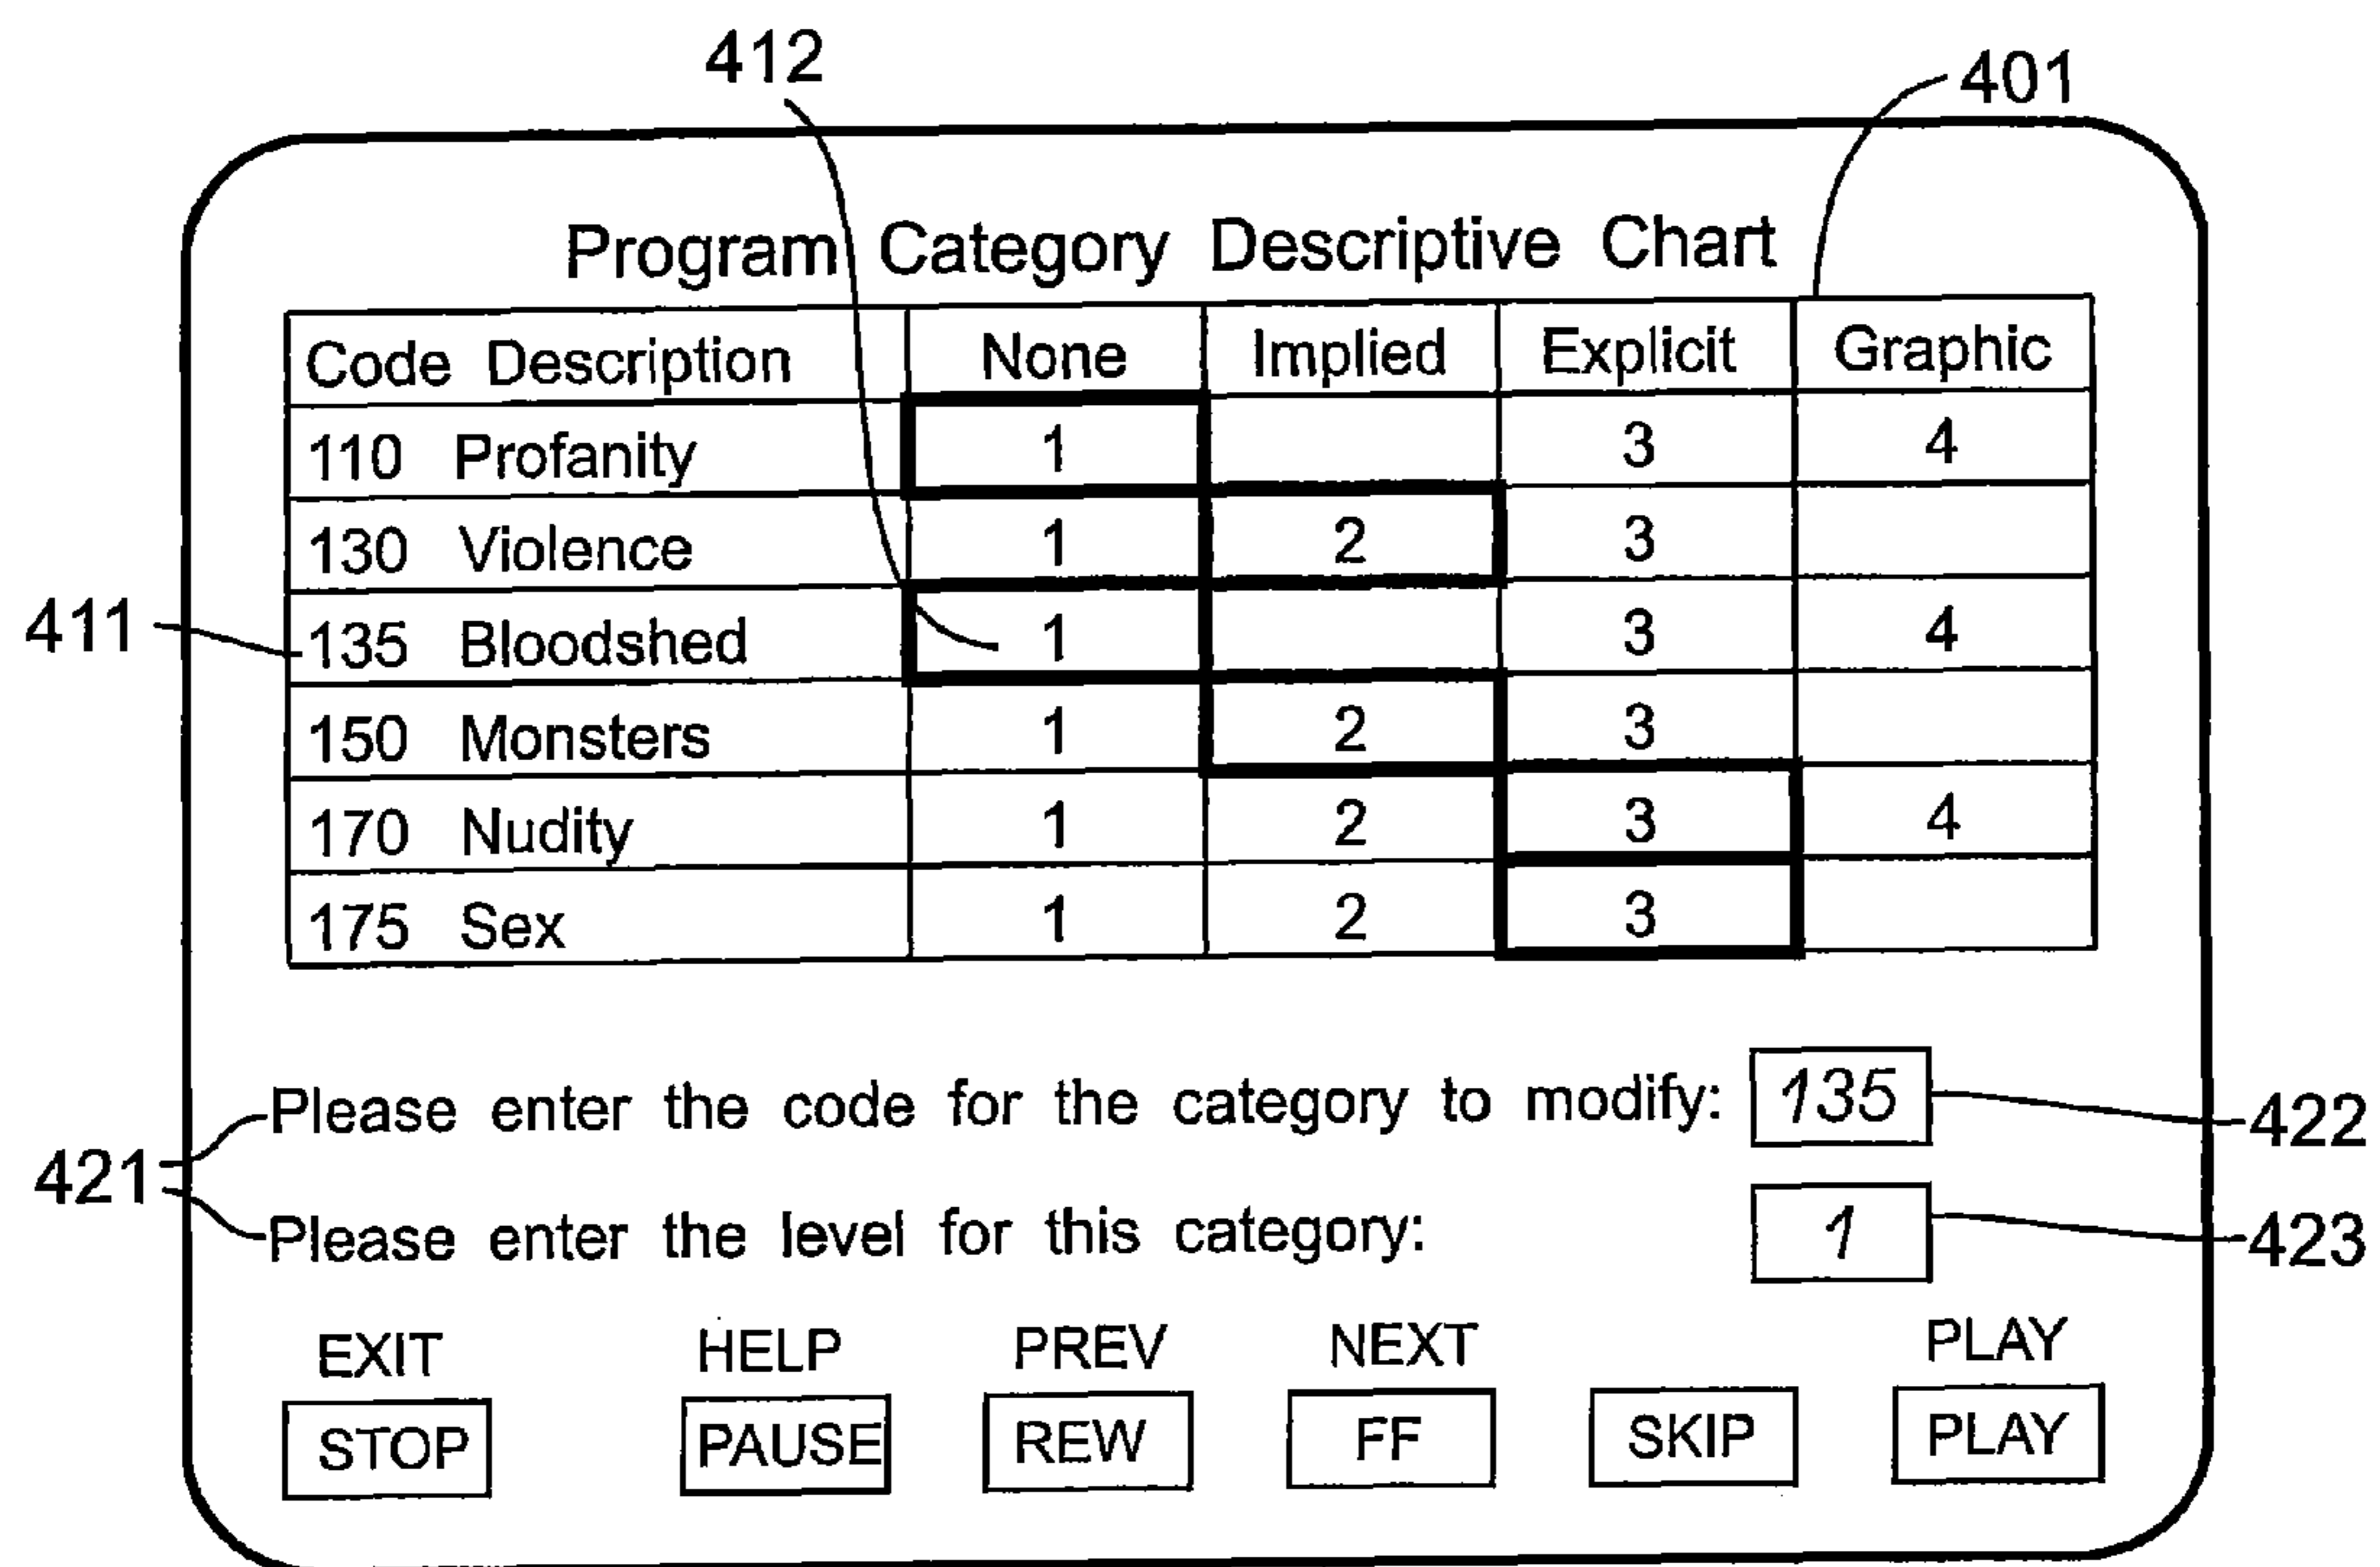 412
401
Program Category Descriptive Chart
Code Description None Implied Explicit Graphic
110 Profanity 1 3 4
130 Violence 1 2 3
411
135 Bloodshed 1 3 4
150 Monsters 1 2 3
170 Nudity 1 2 3 4
175 Sex 1 2 3
Please enter the code for the category to modify: 135
422
421
Please enter the level for this category: 1
423
EXIT HELP PREV NEXT PLAY
STOP PAUSE REW FF SKIP PLAY